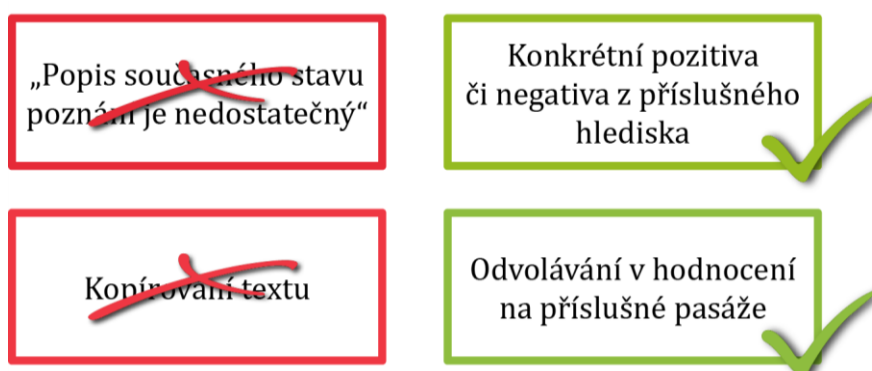 „Popis současného stavu
poznání je nedostatečný“
Konkrétní pozitiva
či negativa z příslušného
hlediska
Kopírování textu
Odvolávání v hodnocení
na příslušné pasáže